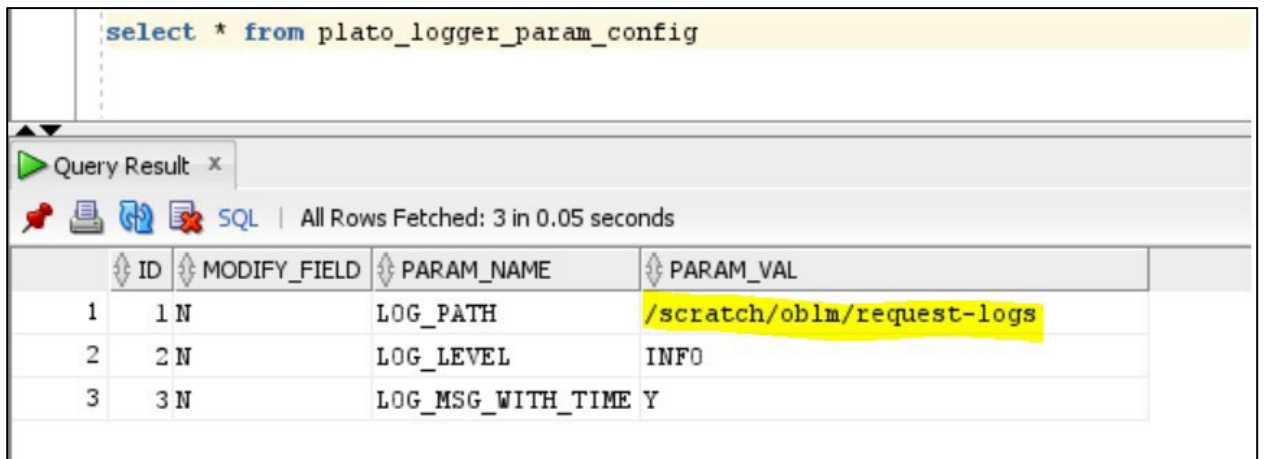 select * from plato_logger_param_config
Query Result x
SQL | All Rows Fetched: 3 in 0.05 seconds
ID MODIFY_FIELD PARAM_NAME PARAM_VAL
1 1 N LOG_PATH /scratch/oblm/request-logs
2 2 N LOG_LEVEL INFO
3 3 N LOG_MSG_WITH_TIME Y